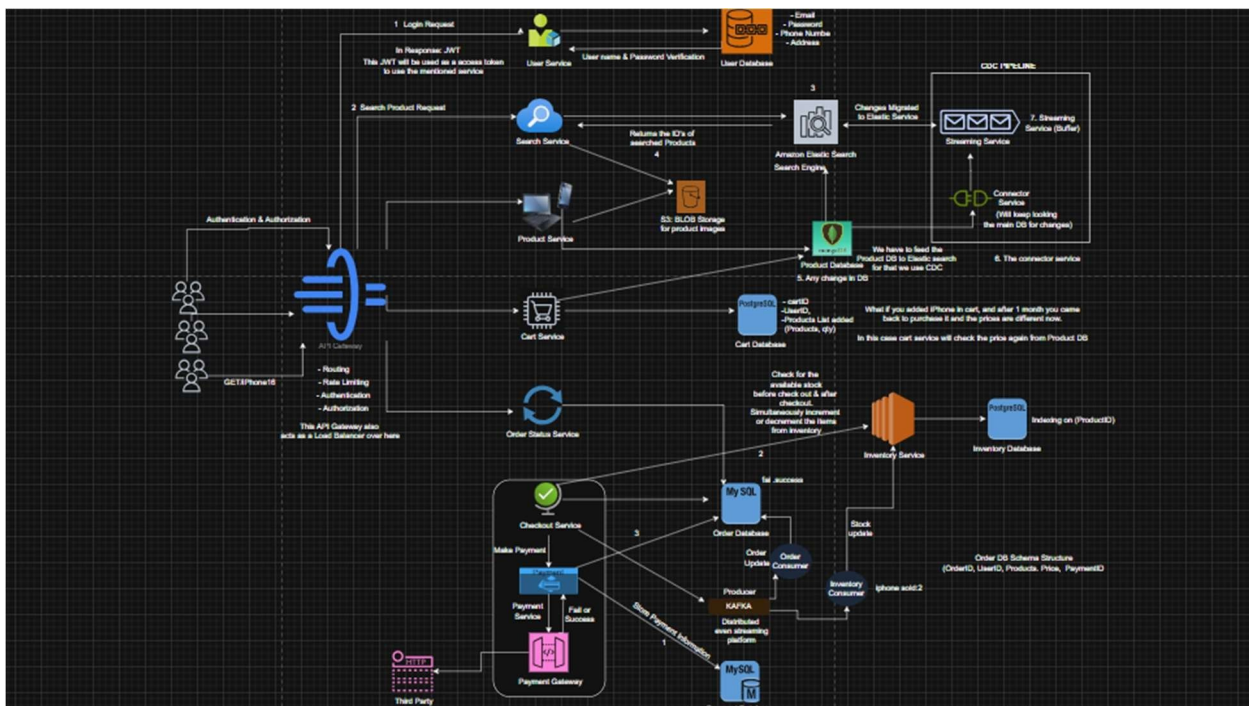 1 Login Request
In Response: JWT
This JWT will be used as a access token
to use the mentioned service
User Service
User name & Password Verification
User Database
- Email
- Password
- Phone Numbe
- Address
2 Search Product Request
Search Service
Returns the ID's of
searched Products
4
3
Amazon Elastic Search
Search Engine
Changes Migrated
to Elastic Service
CDC PIPELINE
7. Streaming
Service (Buffer)
Streaming Service
Connector
Service
(Will keep looking
the main DB for changes)
6. The connector service
Authentication & Authorization
Product Service
S3: BLOB Storage
for product images
Product Database
5. Any change in DB
We have to feed the
Product DB to Elastic search
for that we use CDC
API Gateway
GET/iPhone16
- Routing
- Rate Limiting
- Authentication
- Authorization
This API Gateway also
acts as a Load Balancer over here
Cart Service
PostgreSQL
- cartID
-UserID,
-Products List added
(Products, qty)
Cart Database
What if you added iPhone in cart, and after 1 month you came
back to purchase it and the prices are different now.
In this case cart service will check the price again from Product DB
Order Status Service
Check for the
available stock
before check out & after
checkout.
Simultaneously increment
or decrement the items
from inventory
2
Inventory Service
PostgreSQL
Indexing on (ProductID)
Inventory Database
Checkout Service
My SQL
fai ,success
Order Database
3
Make Payment
Payment
Service
Fail or
Success
Payment Gateway
HTTP
Third Party
Store Payment Information
1
Order
Update
Order
Consumer
Producer
KAFKA
Distributed
even streaming
platform
Stock
update
Inventory
Consumer
iphone sold:2
Order DB Schema Structure
(OrderID, UserID, Products. Price, PaymentID
MySQL
M